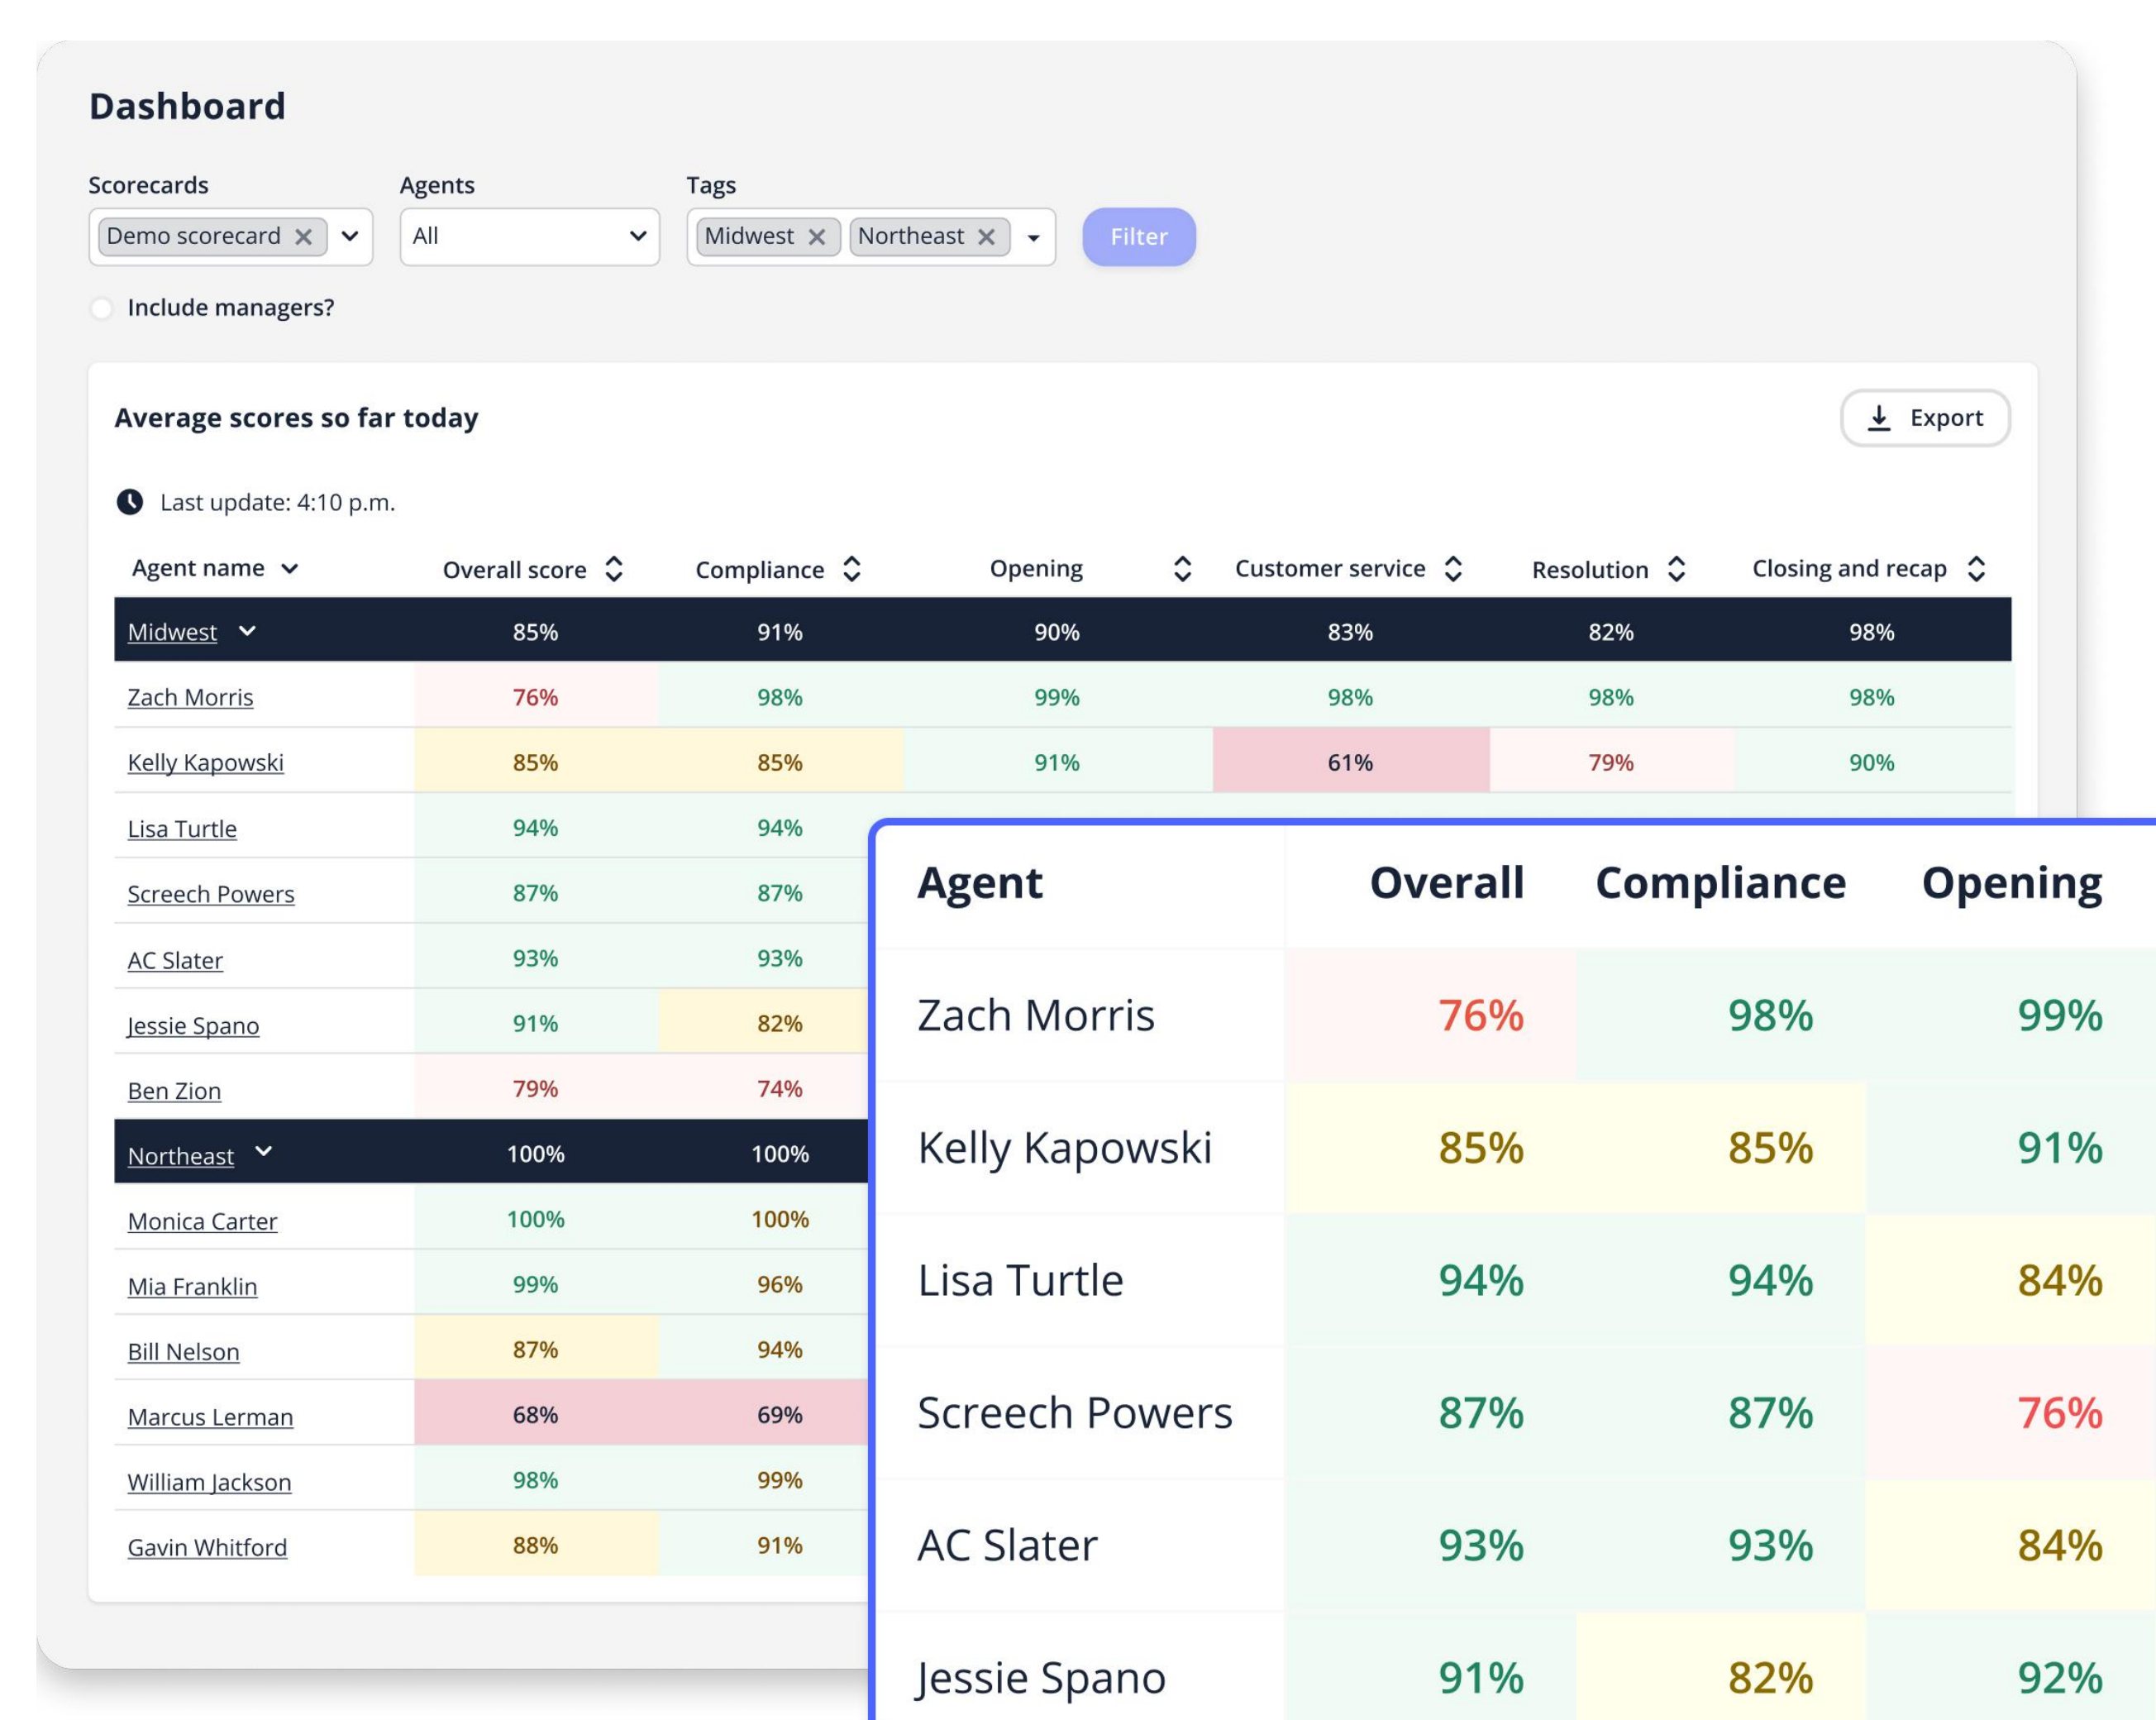 Dashboard
Scorecards Agents Tags
Demo scorecard All Midwest Northeast Filter
Include managers?
Average scores so far today Export
Last update: 4:10 p.m.
Agent name Overall score Compliance Opening Customer service Resolution Closing and recap
Midwest 85% 91% 90% 83% 82% 98%
Zach Morris 76% 98% 99% 98% 98% 98%
Kelly Kapowski 85% 85% 91% 61% 79% 90%
Lisa Turtle 94% 94%
Screech Powers 87% 87%
AC Slater 93% 93%
Jessie Spano 91% 82%
Ben Zion 79% 74%
Northeast 100% 100%
Monica Carter 100% 100%
Mia Franklin 99% 96%
Bill Nelson 87% 94%
Marcus Lerman 68% 69%
William Jackson 98% 99%
Gavin Whitford 88% 91%
Agent Overall Compliance Opening
Zach Morris 76% 98% 99%
Kelly Kapowski 85% 85% 91%
Lisa Turtle 94% 94% 84%
Screech Powers 87% 87% 76%
AC Slater 93% 93% 84%
Jessie Spano 91% 82% 92%